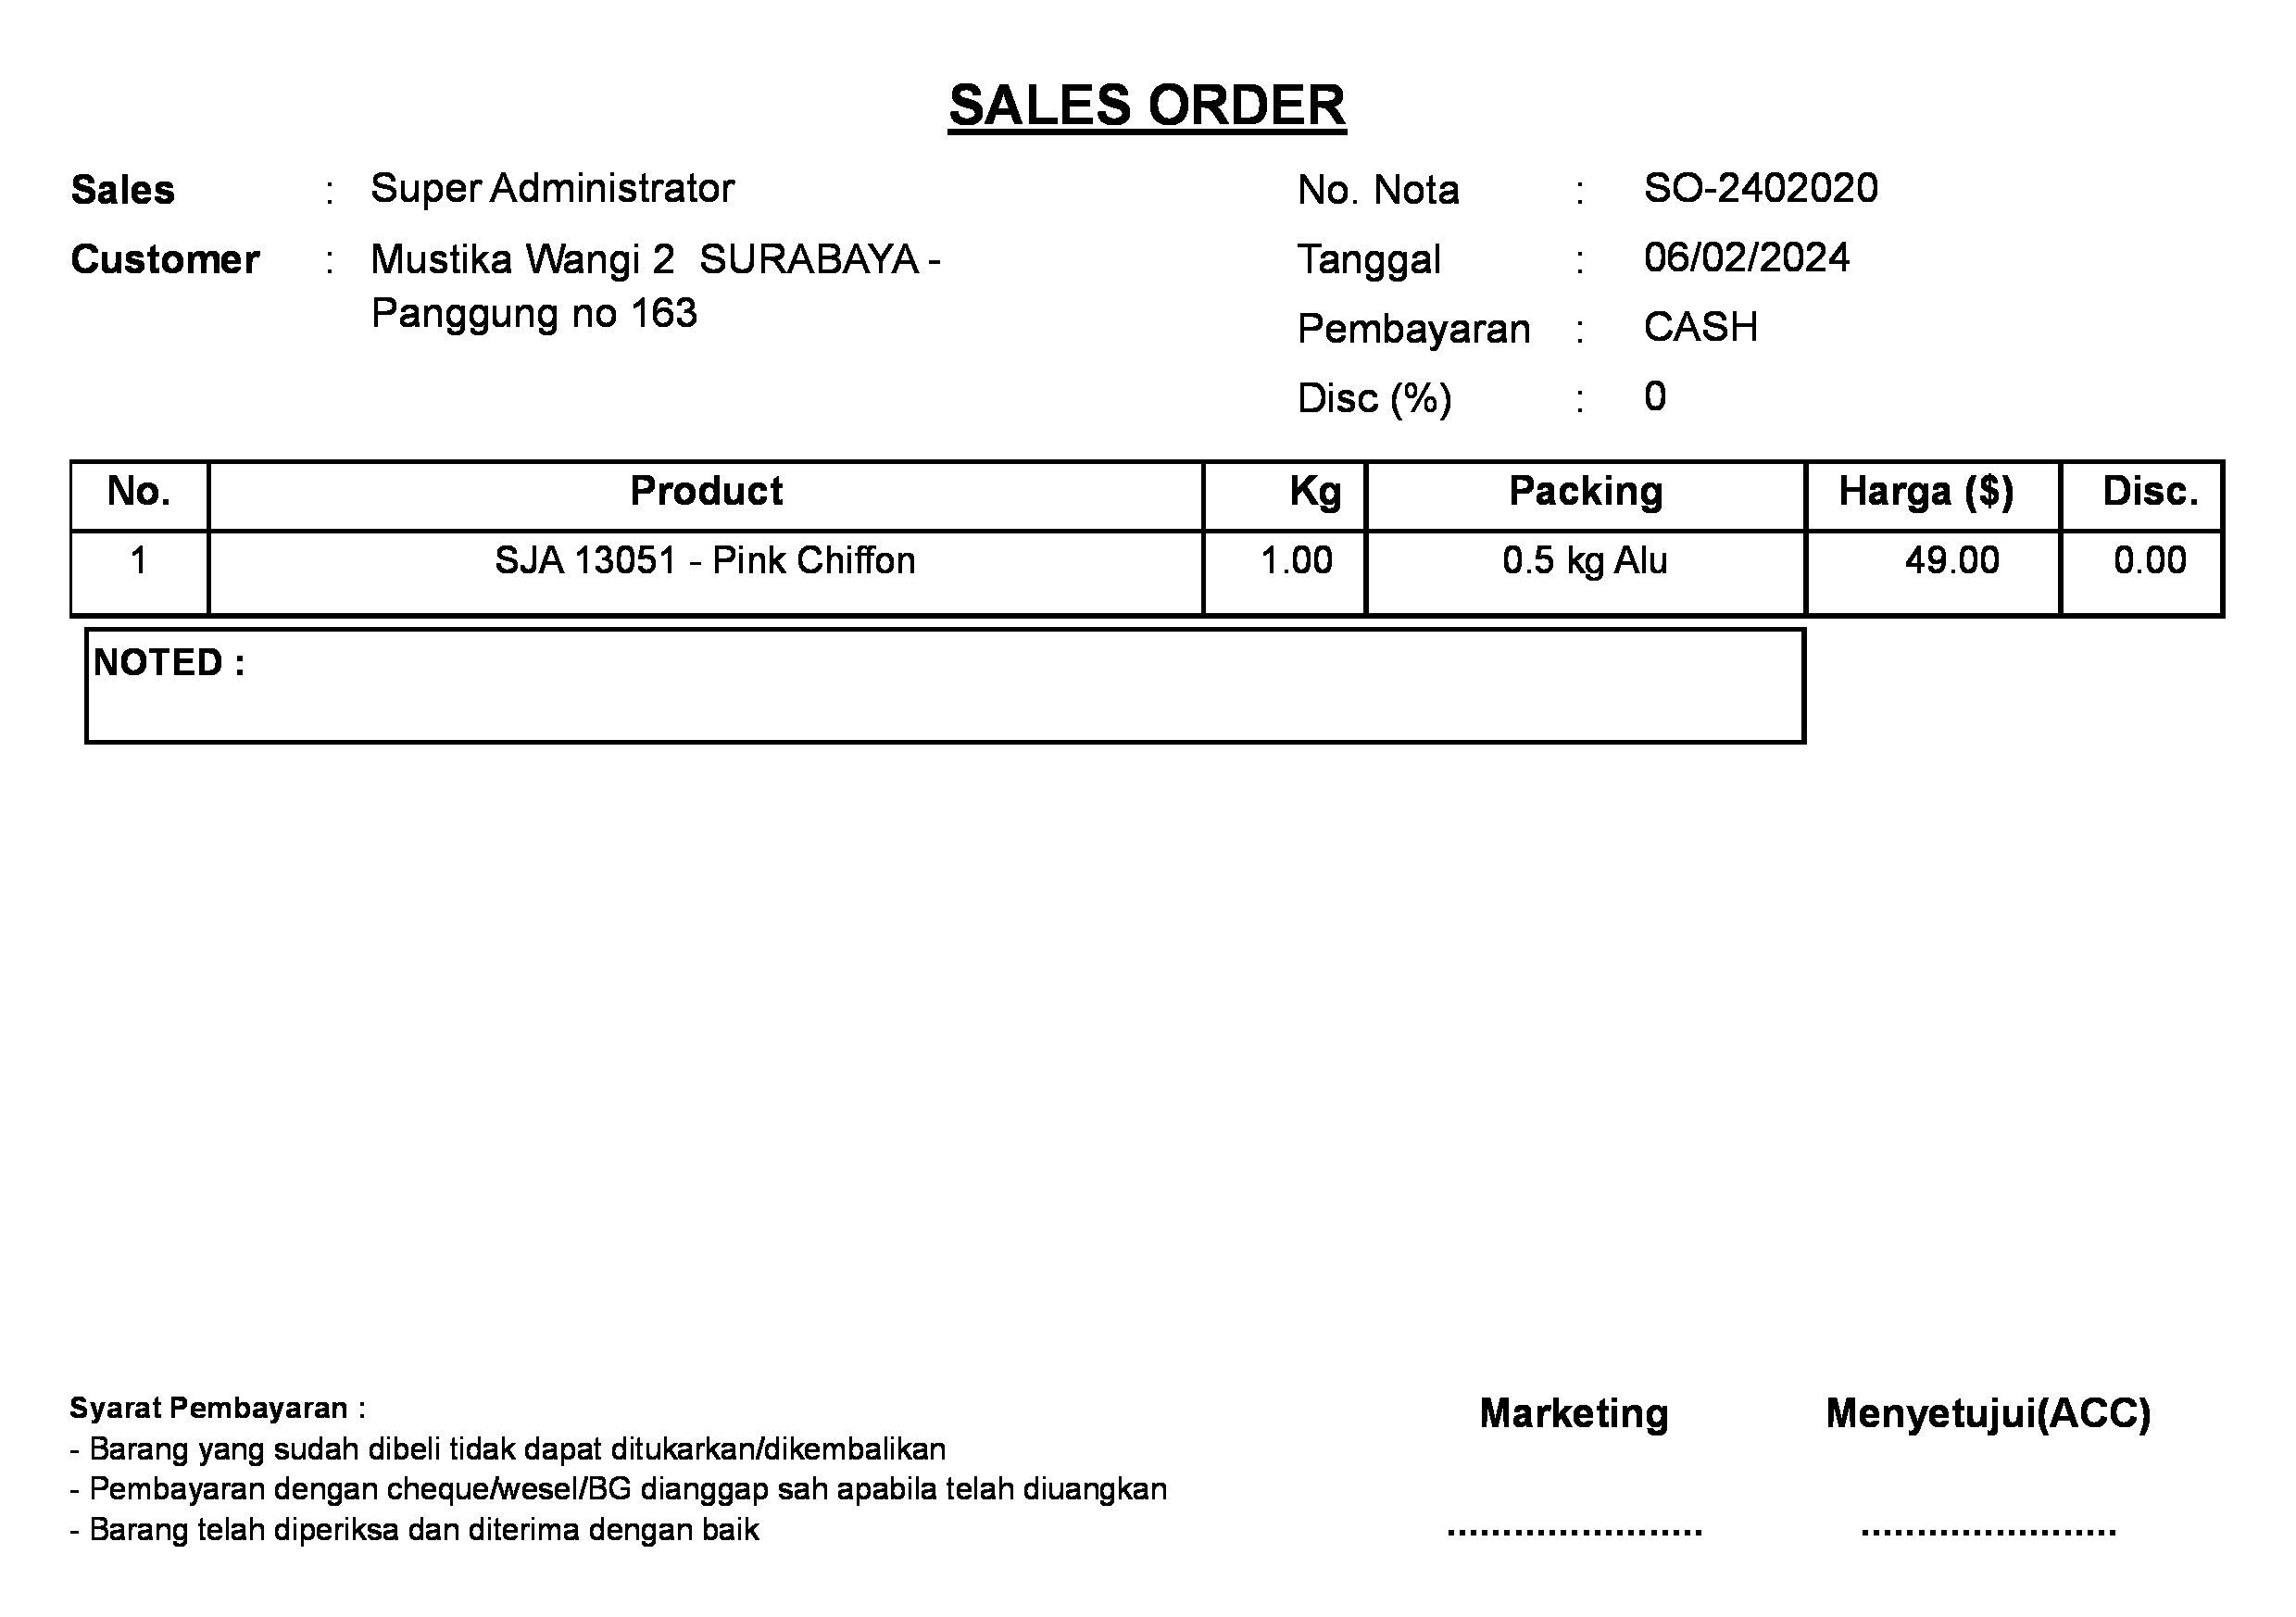 SALES ORDER
Sales : Super Administrator
No. Nota : SO-2402020
Customer : Mustika Wangi 2 SURABAYA -
Panggung no 163
Tanggal : 06/02/2024
Pembayaran : CASH
Disc (%) : 0
No. Product Kg Packing Harga ($) Disc.
1 SJA 13051 - Pink Chiffon 1.00 0.5 kg Alu 49.00 0.00
NOTED :
Syarat Pembayaran :
- Barang yang sudah dibeli tidak dapat ditukarkan/dikembalikan
- Pembayaran dengan cheque/wesel/BG dianggap sah apabila telah diuangkan
- Barang telah diperiksa dan diterima dengan baik
Marketing Menyetujui(ACC)
....................... .......................